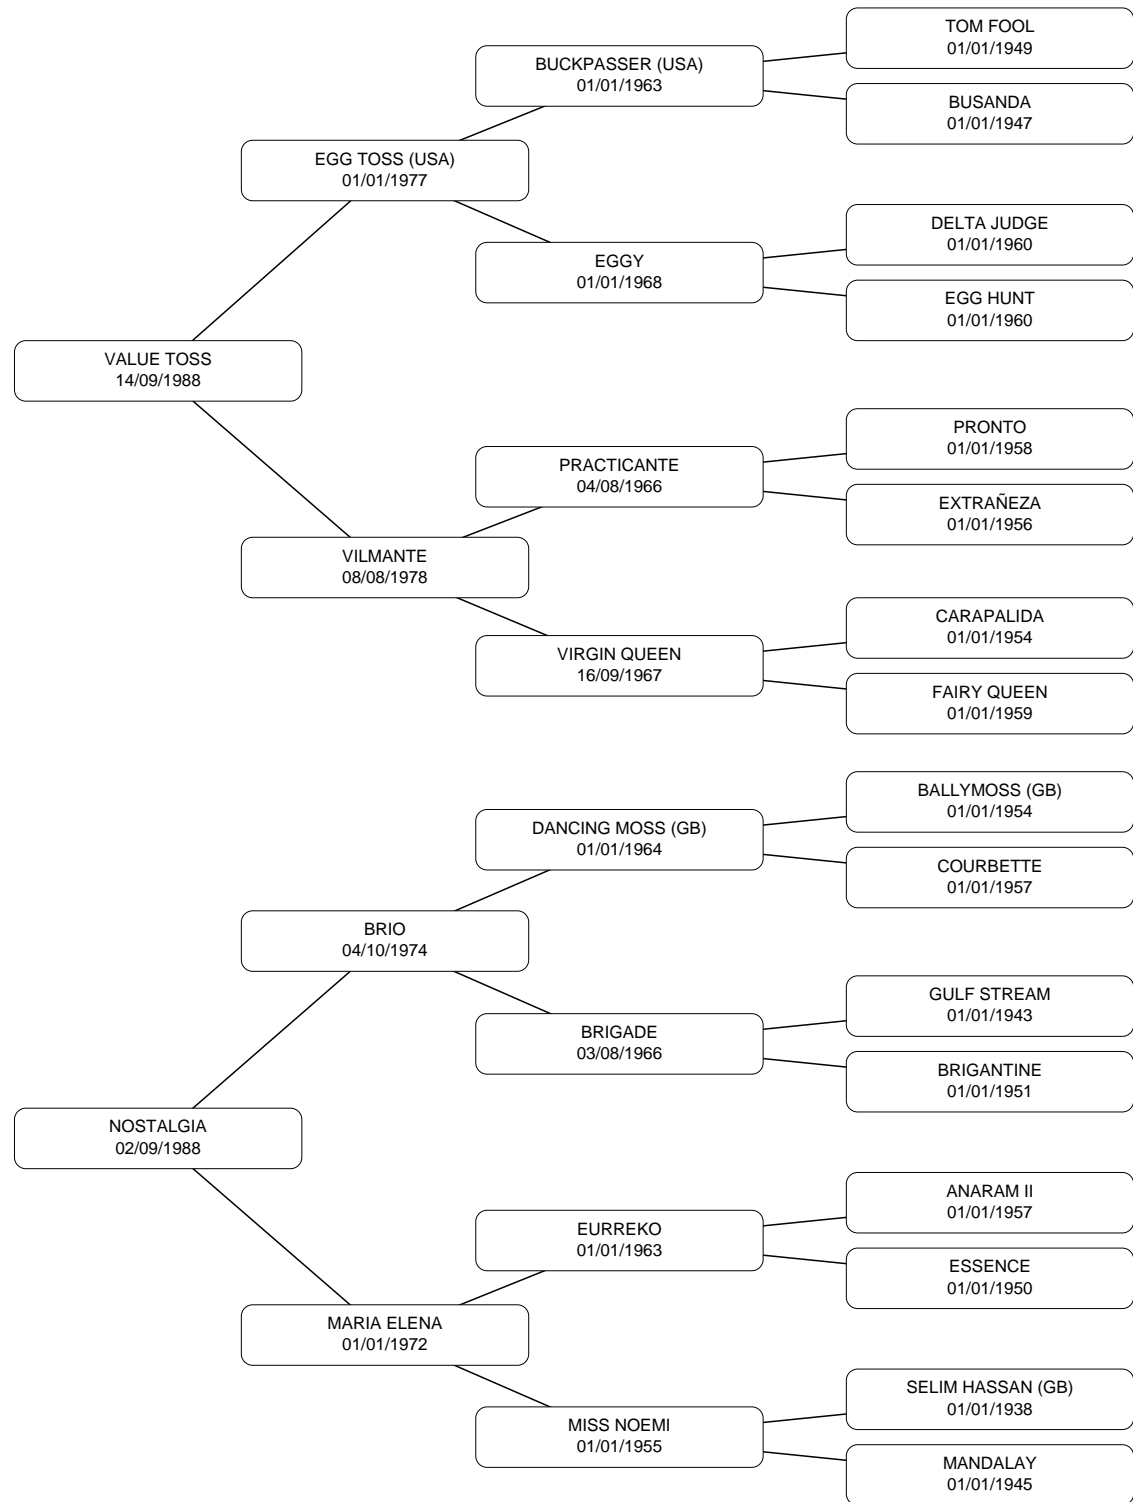 TOM FOOL
01/01/1949
BUCKPASSER (USA)
01/01/1963
BUSANDA
01/01/1947
EGG TOSS (USA)
01/01/1977
DELTA JUDGE
01/01/1960
EGGY
01/01/1968
EGG HUNT
01/01/1960
VALUE TOSS
14/09/1988
PRONTO
01/01/1958
PRACTICANTE
04/08/1966
EXTRAÑEZA
01/01/1956
VILMANTE
08/08/1978
CARAPALIDA
01/01/1954
VIRGIN QUEEN
16/09/1967
FAIRY QUEEN
01/01/1959
BALLYMOSS (GB)
01/01/1954
DANCING MOSS (GB)
01/01/1964
COURBETTE
01/01/1957
BRIO
04/10/1974
GULF STREAM
01/01/1943
BRIGADE
03/08/1966
BRIGANTINE
01/01/1951
NOSTALGIA
02/09/1988
ANARAM II
01/01/1957
EURREKO
01/01/1963
ESSENCE
01/01/1950
MARIA ELENA
01/01/1972
SELIM HASSAN (GB)
01/01/1938
MISS NOEMI
01/01/1955
MANDALAY
01/01/1945